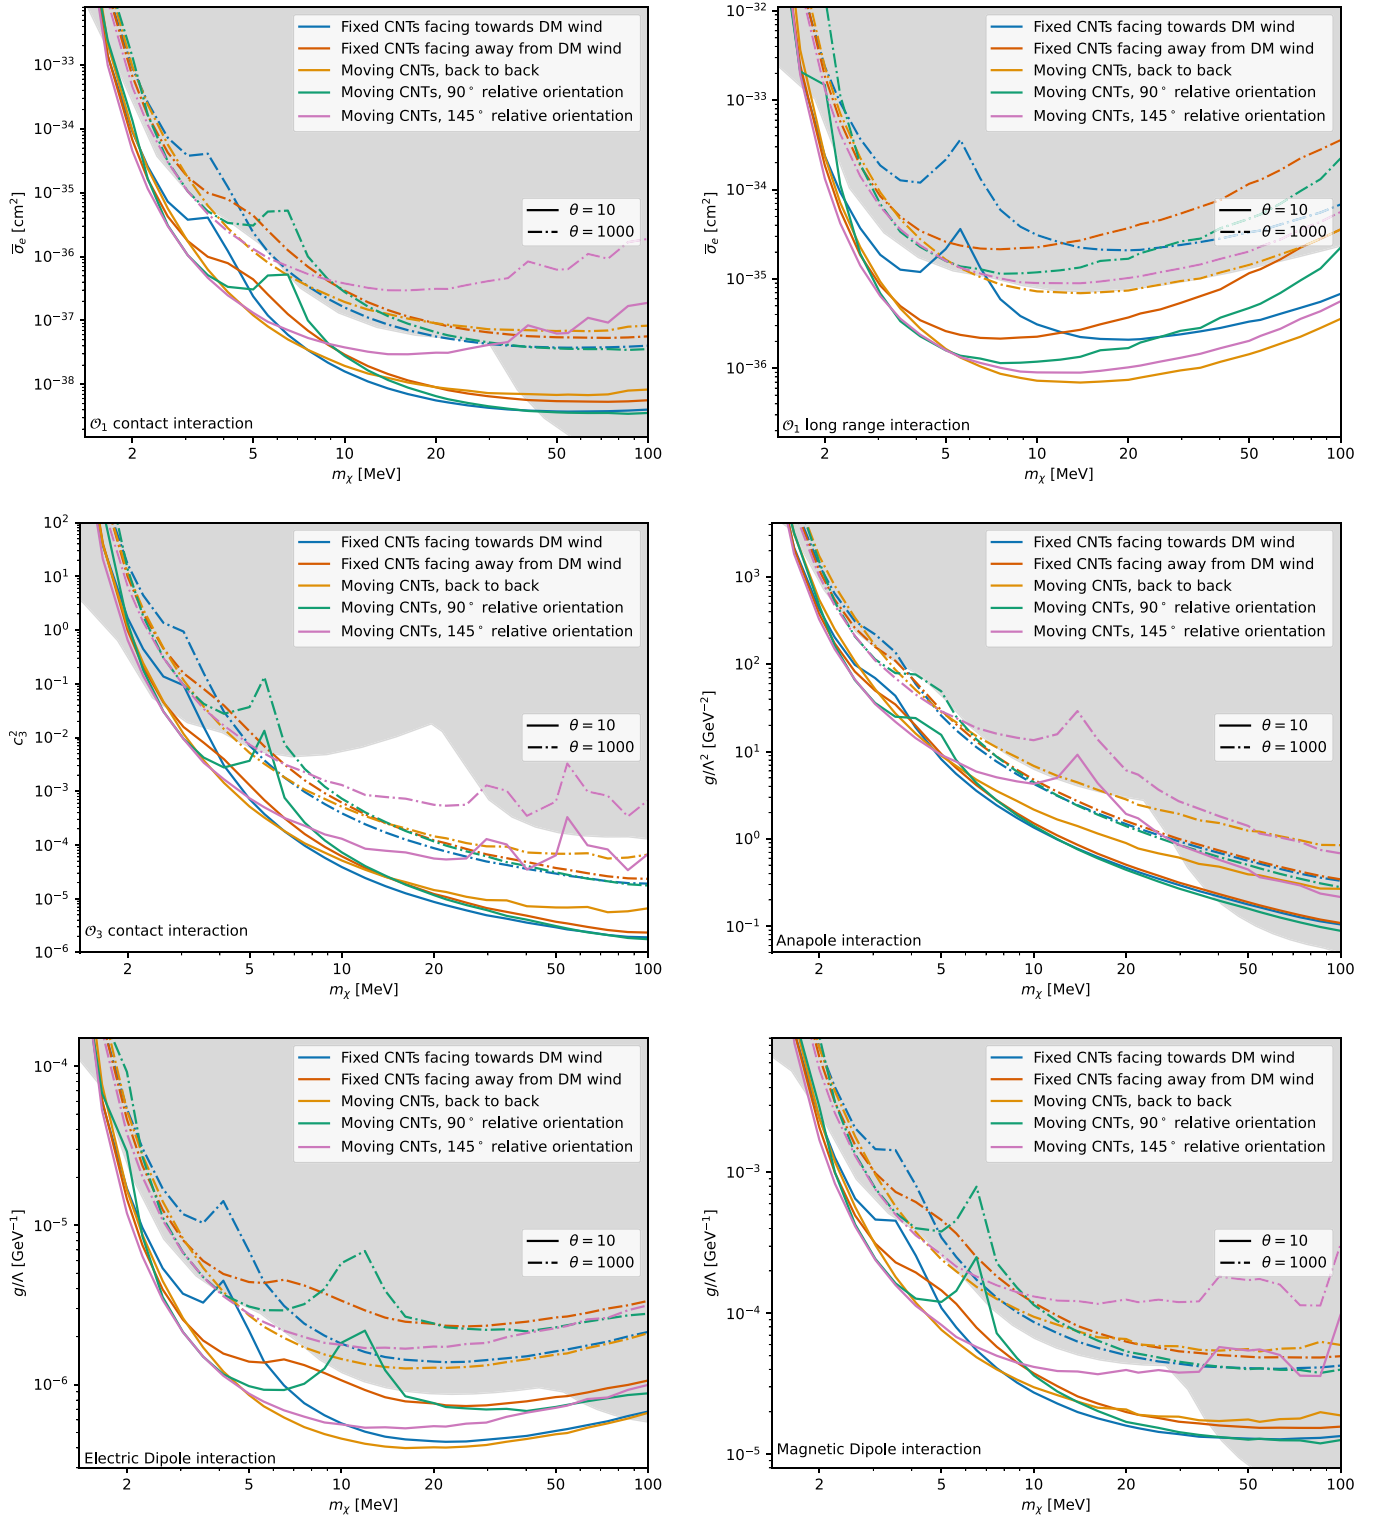 Fixed CNTs facing towards DM wind
Fixed CNTs facing away from DM wind
Moving CNTs, back to back
Moving CNTs, 90° relative orientation
Moving CNTs, 145° relative orientation
θ = 10
θ = 1000
10⁻³³
10⁻³⁴
10⁻³⁵
10⁻³⁶
10⁻³⁷
10⁻³⁸
σ̅ₑ [cm²]
𝒪₁ contact interaction
2 5 10 20 50 100
mᵪ [MeV]
Fixed CNTs facing towards DM wind
Fixed CNTs facing away from DM wind
Moving CNTs, back to back
Moving CNTs, 90° relative orientation
Moving CNTs, 145° relative orientation
θ = 10
θ = 1000
10⁻³²
10⁻³³
10⁻³⁴
10⁻³⁵
10⁻³⁶
σ̅ₑ [cm²]
𝒪₁ long range interaction
2 5 10 20 50 100
mᵪ [MeV]
Fixed CNTs facing towards DM wind
Fixed CNTs facing away from DM wind
Moving CNTs, back to back
Moving CNTs, 90° relative orientation
Moving CNTs, 145° relative orientation
θ = 10
θ = 1000
10²
10¹
10⁰
10⁻¹
10⁻²
10⁻³
10⁻⁴
10⁻⁵
10⁻⁶
c₃²
𝒪₃ contact interaction
2 5 10 20 50 100
mᵪ [MeV]
Fixed CNTs facing towards DM wind
Fixed CNTs facing away from DM wind
Moving CNTs, back to back
Moving CNTs, 90° relative orientation
Moving CNTs, 145° relative orientation
θ = 10
θ = 1000
10³
10²
10¹
10⁰
10⁻¹
g/Λ² [GeV⁻²]
Anapole interaction
2 5 10 20 50 100
mᵪ [MeV]
Fixed CNTs facing towards DM wind
Fixed CNTs facing away from DM wind
Moving CNTs, back to back
Moving CNTs, 90° relative orientation
Moving CNTs, 145° relative orientation
θ = 10
θ = 1000
10⁻⁴
10⁻⁵
10⁻⁶
g/Λ [GeV⁻¹]
Electric Dipole interaction
2 5 10 20 50 100
mᵪ [MeV]
Fixed CNTs facing towards DM wind
Fixed CNTs facing away from DM wind
Moving CNTs, back to back
Moving CNTs, 90° relative orientation
Moving CNTs, 145° relative orientation
θ = 10
θ = 1000
10⁻³
10⁻⁴
10⁻⁵
g/Λ [GeV⁻¹]
Magnetic Dipole interaction
2 5 10 20 50 100
mᵪ [MeV]